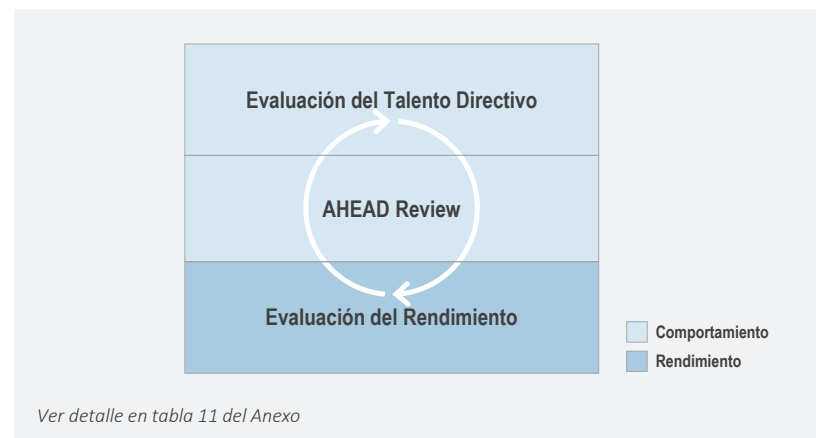 Evaluación del Talento Directivo
AHEAD Review
Evaluación del Rendimiento
Comportamiento
Rendimiento
Ver detalle en tabla 11 del Anexo